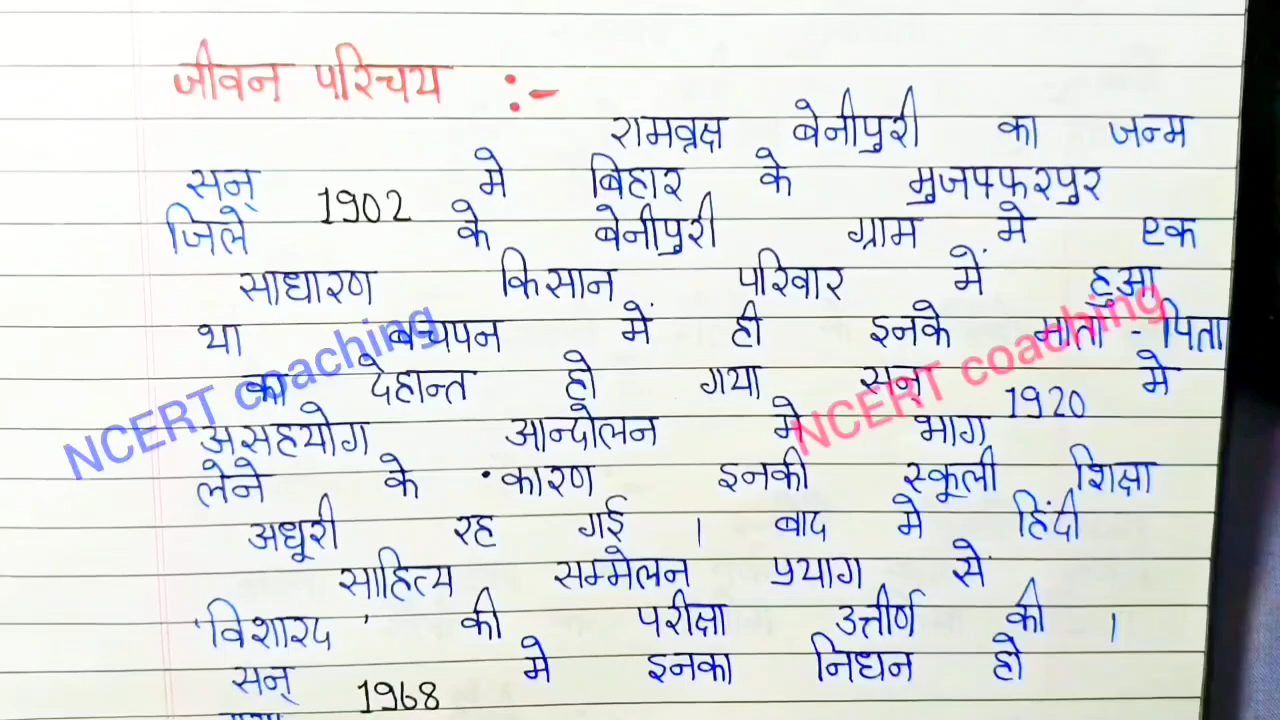 जीवन परिचय :-
रामवृक्ष बेनीपुरी का जन्म
सन् 1902 मे बिहार के मुजफ्फरपुर
जिले के बेनीपुरी ग्राम मे एक
साधारण किसान परिवार में हुआ
था बचपन में ही इनके माता - पिता
का देहान्त हो गया सन् 1920 मे
असहयोग आन्दोलन मे भाग
लेने के कारण इनकी स्कूली शिक्षा
अधूरी रह गई । बाद मे हिंदी
साहित्य सम्मेलन प्रयाग से
'विशारद' की परीक्षा उत्तीर्ण की ।
सन् 1968 मे इनका निधन हो
NCERT coaching
NCERT coaching